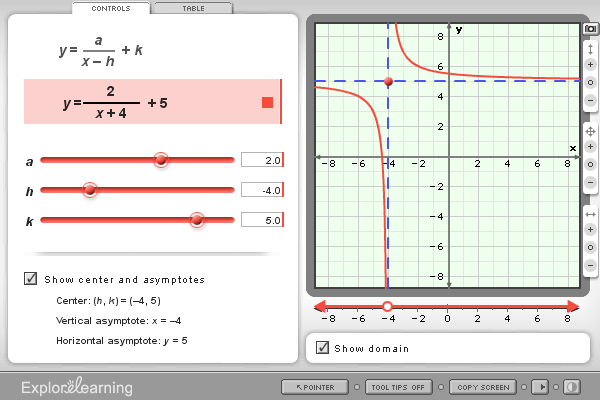 CONTROLS TABLE
y = a / (x – h) + k
y = 2 / (x + 4) + 5
a 2.0
h -4.0
k 5.0
✓ Show center and asymptotes
Center: (h, k) = (–4, 5)
Vertical asymptote: x = –4
Horizontal asymptote: y = 5
y
8
6
4
2
x
-8 -6 -4 -2 2 4 6 8
-2
-4
-6
-8
-8 -6 -4 -2 0 2 4 6 8
✓ Show domain
ExploreLearning
POINTER TOOL TIPS OFF COPY SCREEN